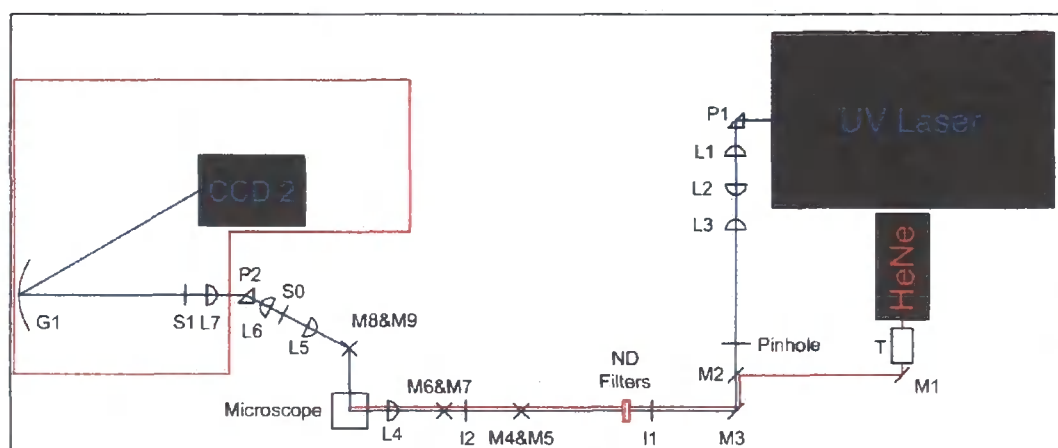 UV Laser
P1
L1
L2
L3
CCD 2
HeNe
P2
S0
G1
S1 L7
L6
L5
M8&M9
Pinhole
T
M2
M1
ND
Filters
M6&M7
Microscope
L4
I2
M4&M5
I1
M3